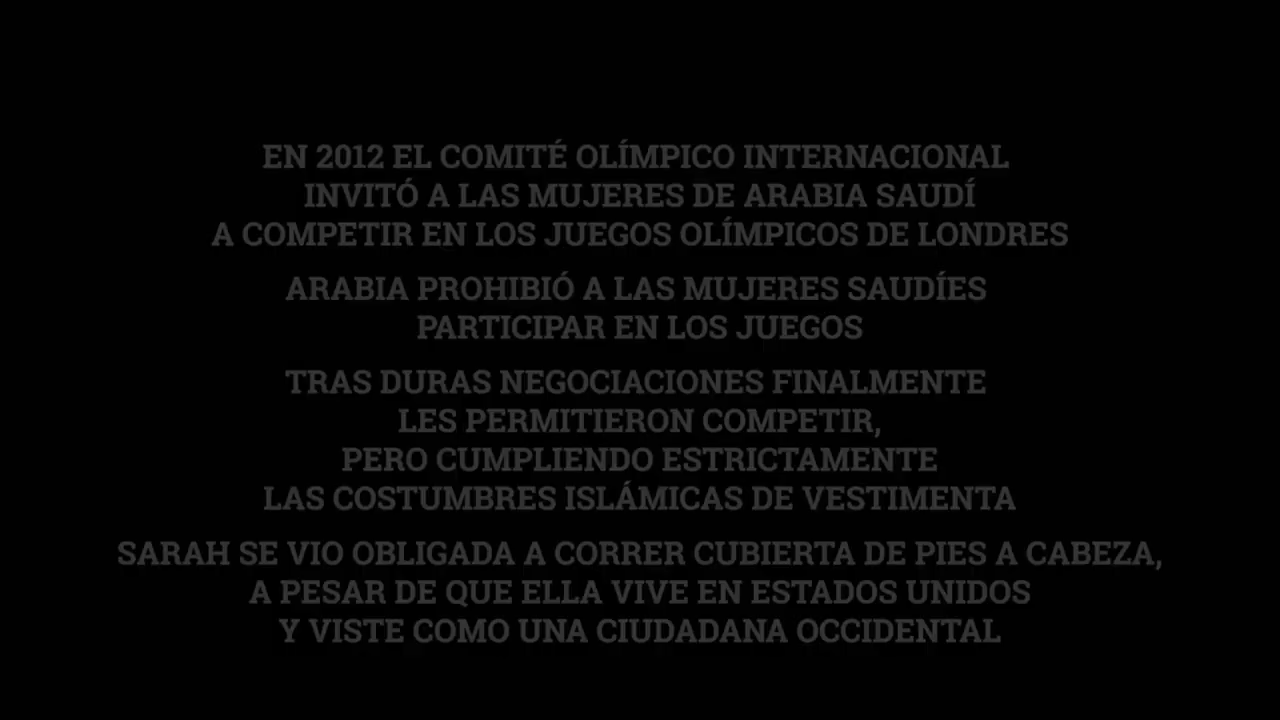 EN 2012 EL COMITÉ OLÍMPICO INTERNACIONAL
INVITÓ A LAS MUJERES DE ARABIA SAUDÍ
A COMPETIR EN LOS JUEGOS OLÍMPICOS DE LONDRES
ARABIA PROHIBIÓ A LAS MUJERES SAUDÍES
PARTICIPAR EN LOS JUEGOS
TRAS DURAS NEGOCIACIONES FINALMENTE
LES PERMITIERON COMPETIR,
PERO CUMPLIENDO ESTRICTAMENTE
LAS COSTUMBRES ISLÁMICAS DE VESTIMENTA
SARAH SE VIO OBLIGADA A CORRER CUBIERTA DE PIES A CABEZA,
A PESAR DE QUE ELLA VIVE EN ESTADOS UNIDOS
Y VISTE COMO UNA CIUDADANA OCCIDENTAL